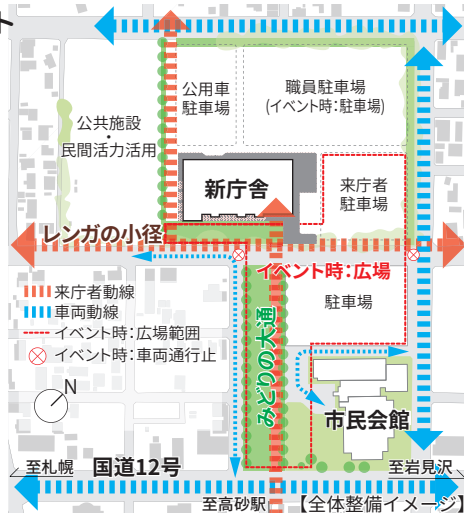 公用車
駐車場
職員駐車場
(イベント時:駐車場)
公共施設
・
民間活力活用
新庁舎
来庁者
駐車場
レンガの小径
イベント時:広場
駐車場
来庁者動線
車両動線
イベント時:広場範囲
イベント時:車両通行止
みどりの大通
N
市民会館
至札幌
国道12号
至岩見沢
至高砂駅
【全体整備イメージ】